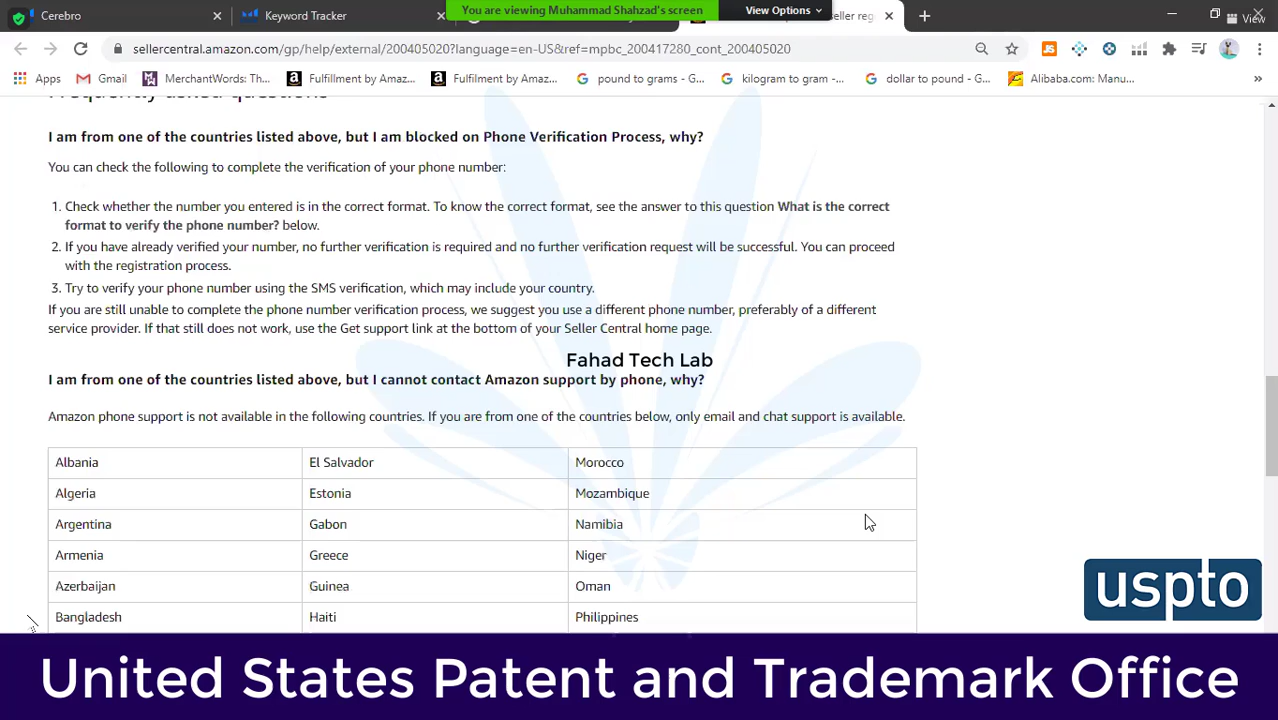 Cerebro
Keyword Tracker
You are viewing Muhammad Shahzad's screen
View Options
seller reg
View
sellercentral.amazon.com/gp/help/external/200405020?language=en-US&ref=mpbc_200417280_cont_200405020
Apps
Gmail
MerchantWords: Th...
Fulfillment by Amaz...
Fulfilment by Amaz...
pound to grams - G...
kilogram to gram -...
dollar to pound - G...
Alibaba.com: Manu...
Frequently asked questions
I am from one of the countries listed above, but I am blocked on Phone Verification Process, why?
You can check the following to complete the verification of your phone number:
1. Check whether the number you entered is in the correct format. To know the correct format, see the answer to this question What is the correct
format to verify the phone number? below.
2. If you have already verified your number, no further verification is required and no further verification request will be successful. You can proceed
with the registration process.
3. Try to verify your phone number using the SMS verification, which may include your country.
If you are still unable to complete the phone number verification process, we suggest you use a different phone number, preferably of a different
service provider. If that still does not work, use the Get support link at the bottom of your Seller Central home page.
Fahad Tech Lab
I am from one of the countries listed above, but I cannot contact Amazon support by phone, why?
Amazon phone support is not available in the following countries. If you are from one of the countries below, only email and chat support is available.
Albania El Salvador Morocco
Algeria Estonia Mozambique
Argentina Gabon Namibia
Armenia Greece Niger
Azerbaijan Guinea Oman
Bangladesh Haiti Philippines
uspto
United States Patent and Trademark Office